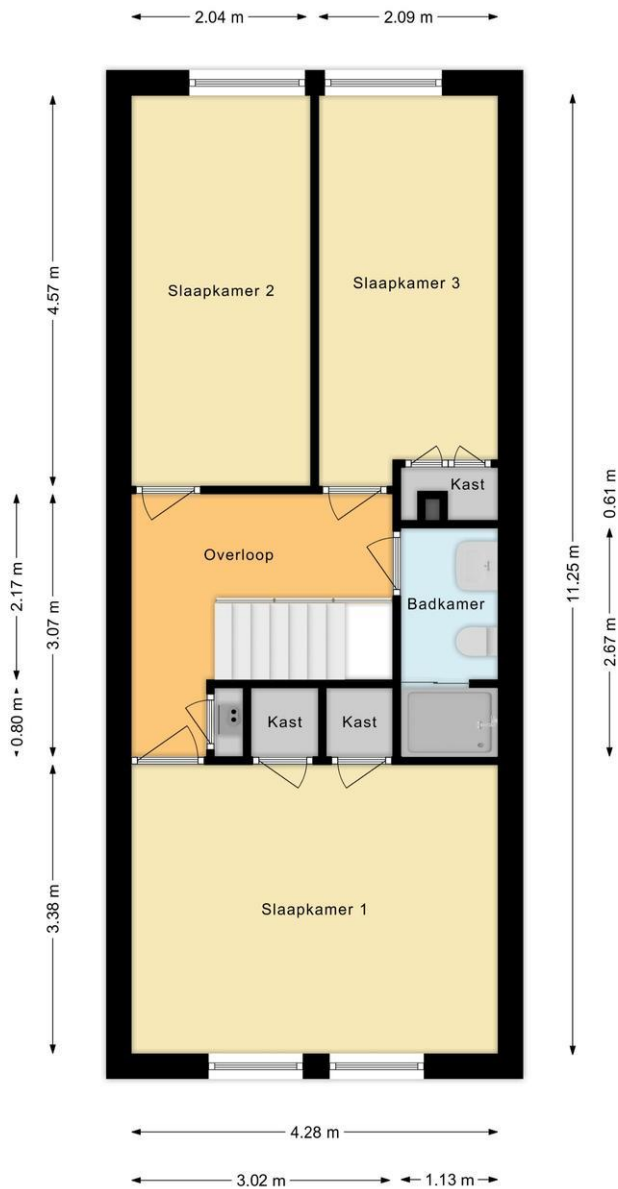 2.04 m
2.09 m
Slaapkamer 2
Slaapkamer 3
4.57 m
Kast
0.61 m
11.25 m
Overloop
Badkamer
2.17 m
3.07 m
2.67 m
0.80 m
Kast
Kast
Slaapkamer 1
3.38 m
4.28 m
3.02 m
1.13 m